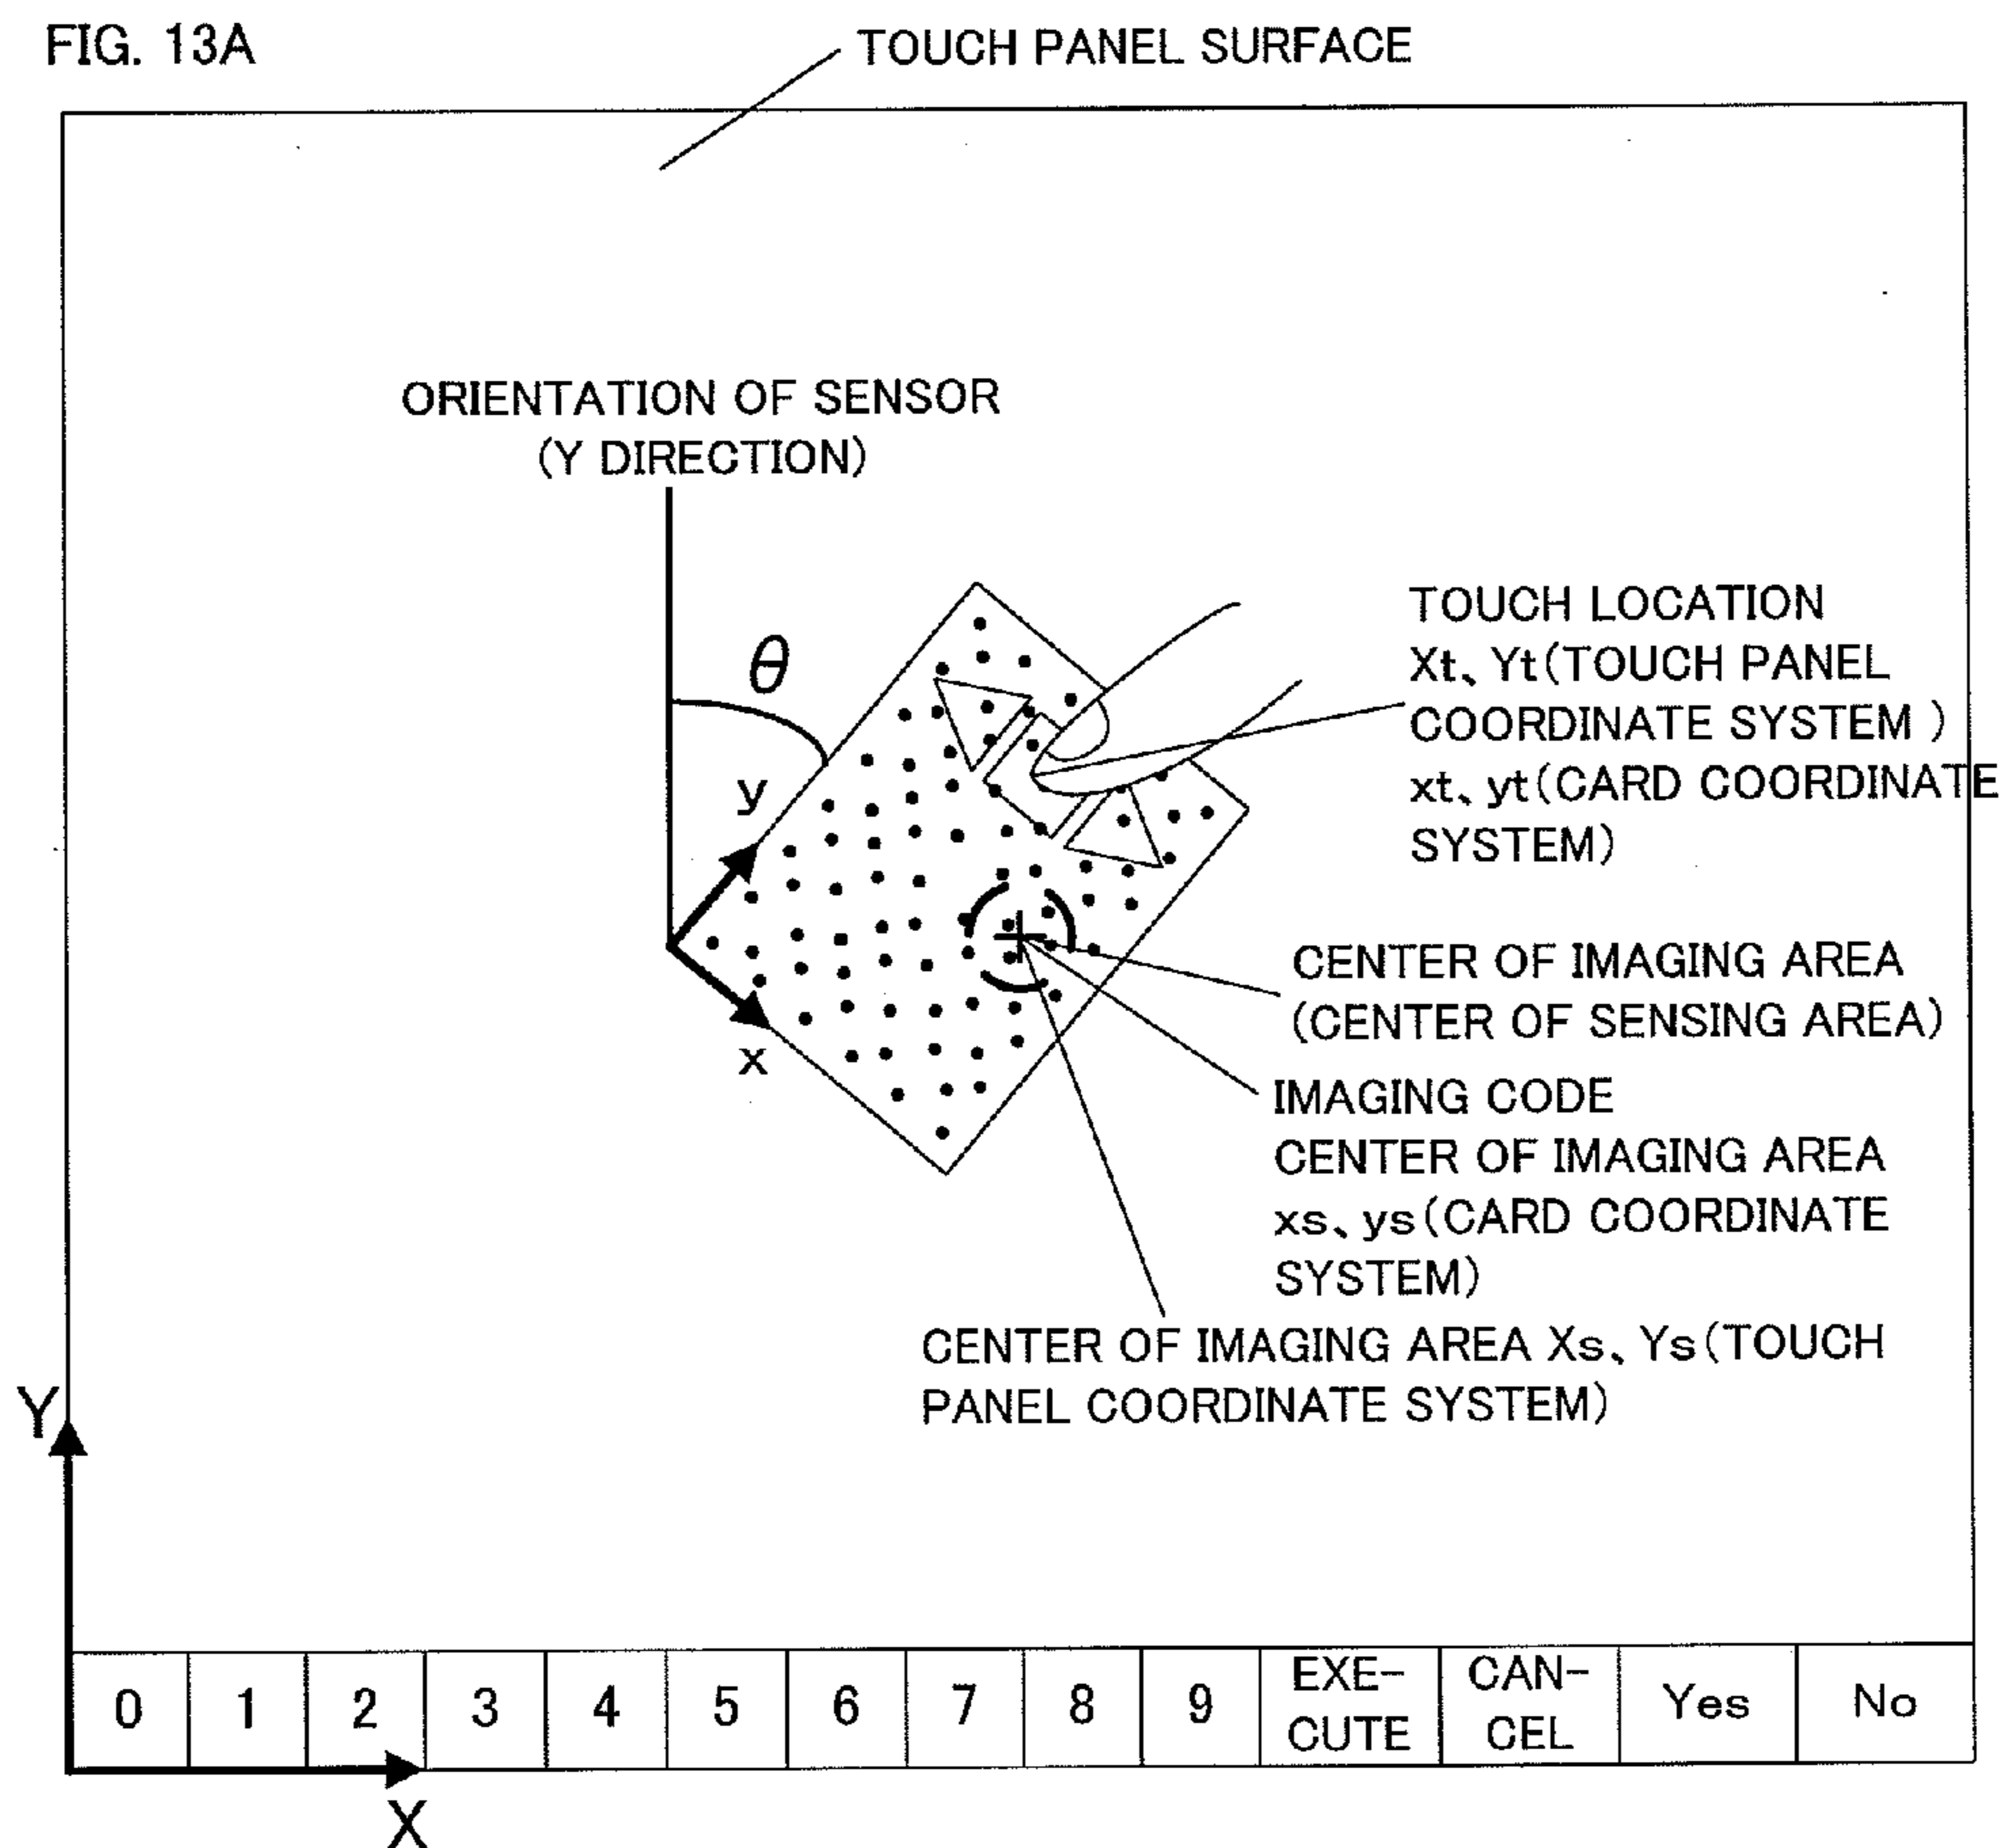 FIG. 13A
TOUCH PANEL SURFACE
ORIENTATION OF SENSOR
(Y DIRECTION)
θ
y
x
TOUCH LOCATION
Xt、Yt(TOUCH PANEL
COORDINATE SYSTEM )
xt、yt(CARD COORDINATE
SYSTEM)
CENTER OF IMAGING AREA
(CENTER OF SENSING AREA)
IMAGING CODE
CENTER OF IMAGING AREA
xs、ys(CARD COORDINATE
SYSTEM)
CENTER OF IMAGING AREA Xs、Ys(TOUCH
PANEL COORDINATE SYSTEM)
Y
0 1 2 3 4 5 6 7 8 9 EXE- CAN- Yes No
CUTE CEL
X